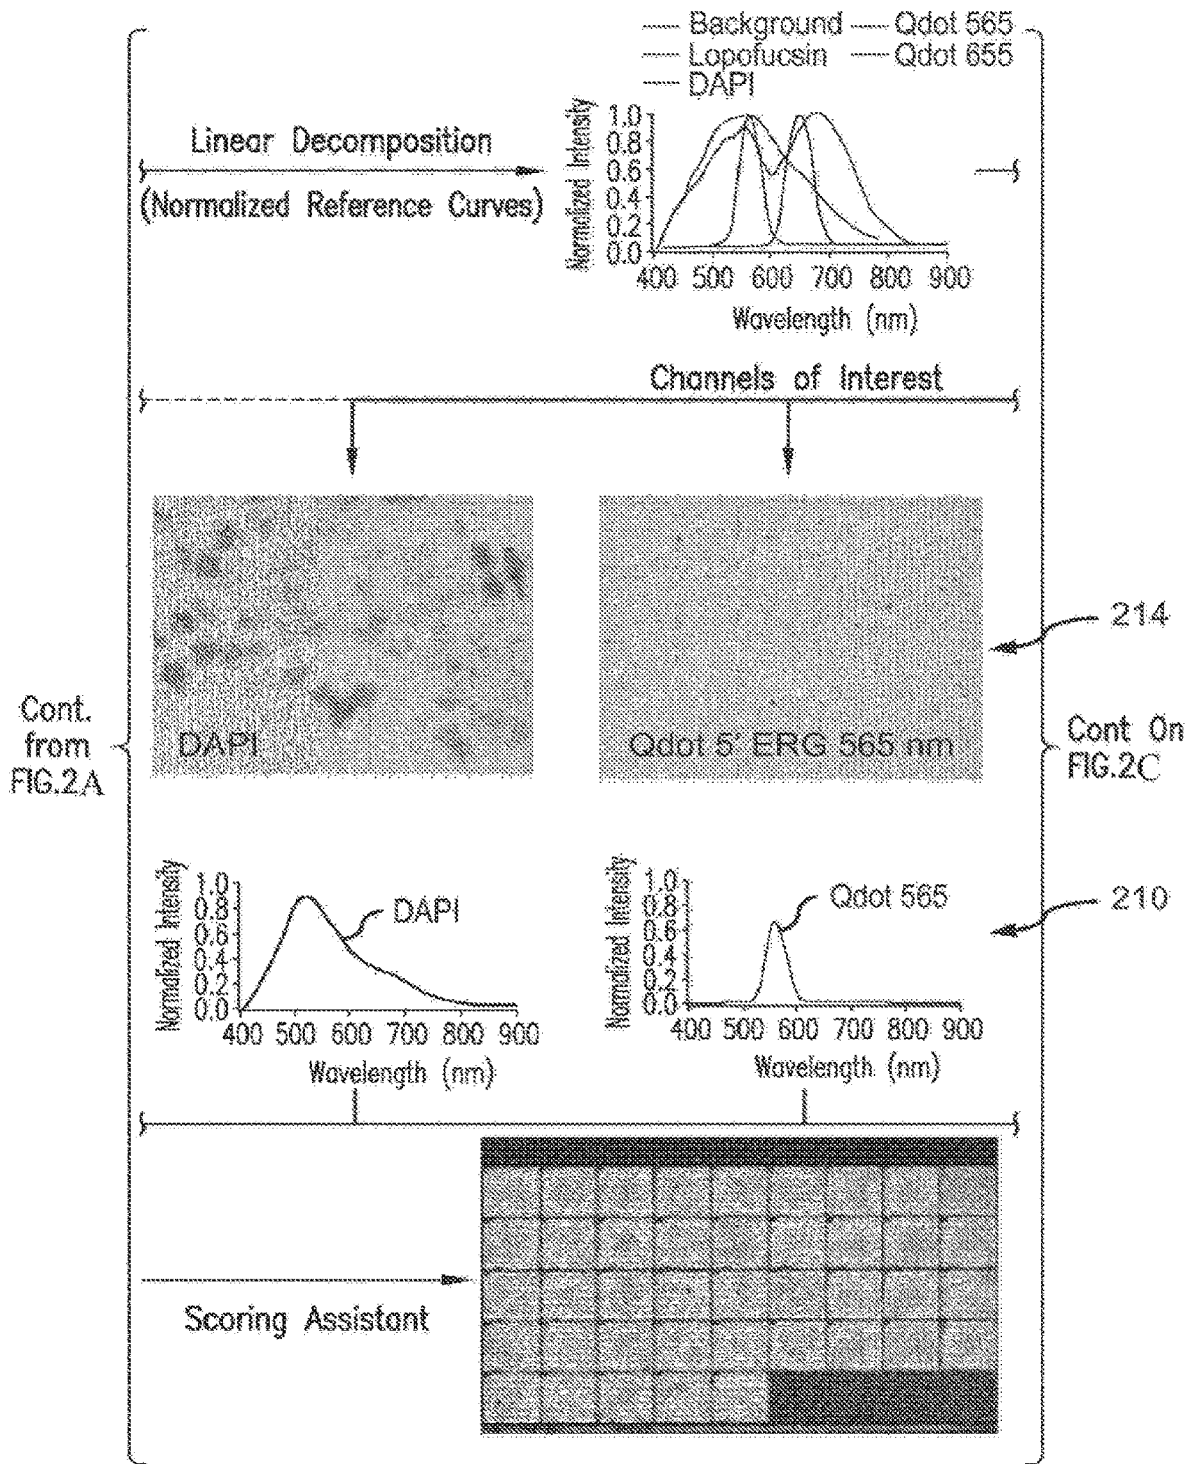 Background Qdot 565
Lopofucsin Qdot 655
DAPI
Linear Decomposition
(Normalized Reference Curves)
Normalized Intensity
1.0
0.8
0.6
0.4
0.2
0.0
400 500 600 700 800 900
Wavelength (nm)
Channels of Interest
214
Cont.
from
FIG.2A
DAPI
Qdot 5' ERG 565 nm
Cont On
FIG.2C
Normalized Intensity
1.0
0.8
0.6
0.4
0.2
0.0
DAPI
400 500 600 700 800 900
Wavelength (nm)
Normalized Intensity
1.0
0.8
0.6
0.4
0.2
0.0
Qdot 565
400 500 600 700 800 900
Wavelength (nm)
210
Scoring Assistant